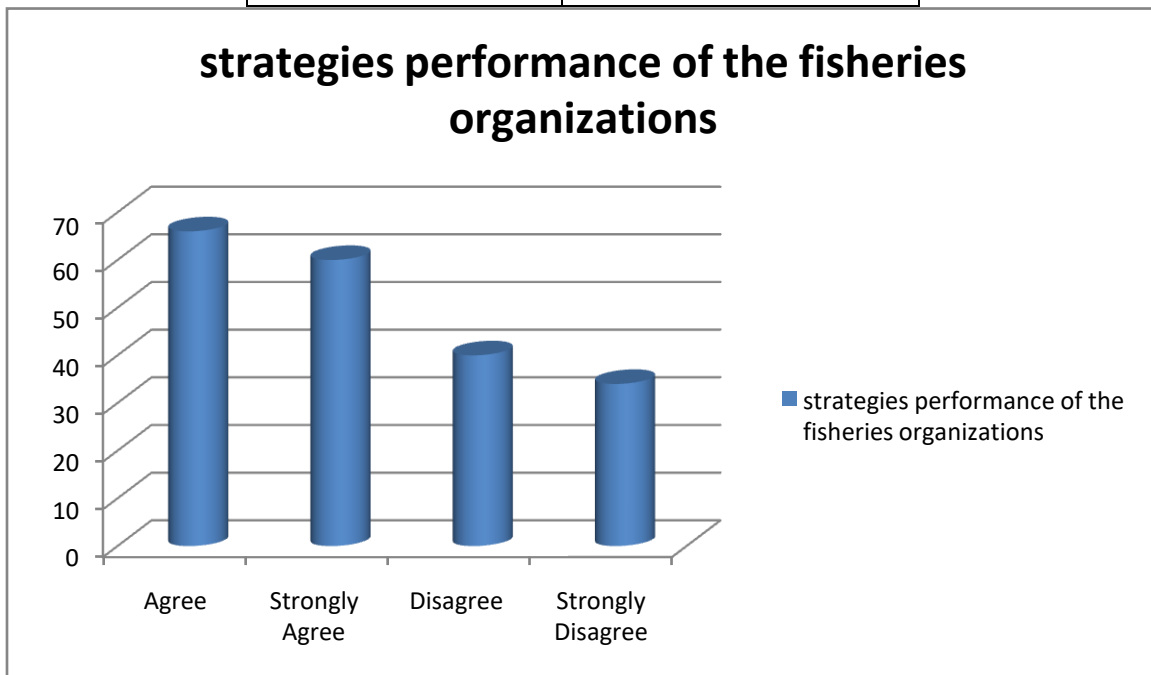 strategies performance of the fisheries
organizations
70
60
50
40
30
20
10
0
Agree
Strongly
Agree
Disagree
Strongly
Disagree
strategies performance of the
fisheries organizations